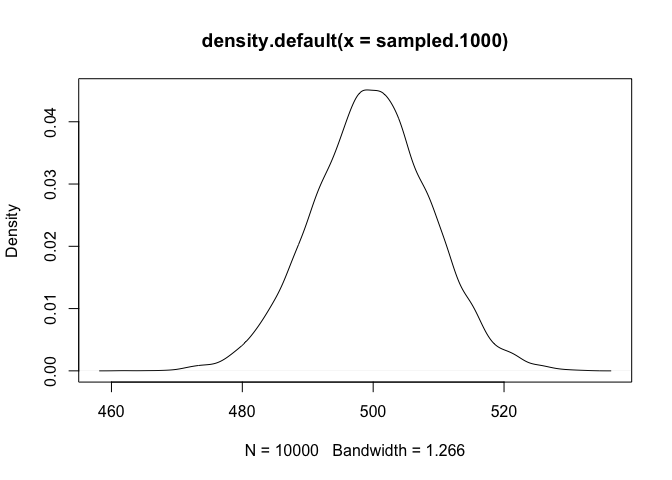 density.default(x = sampled.1000)
Density
0.00 0.01 0.02 0.03 0.04
460 480 500 520
N = 10000 Bandwidth = 1.266